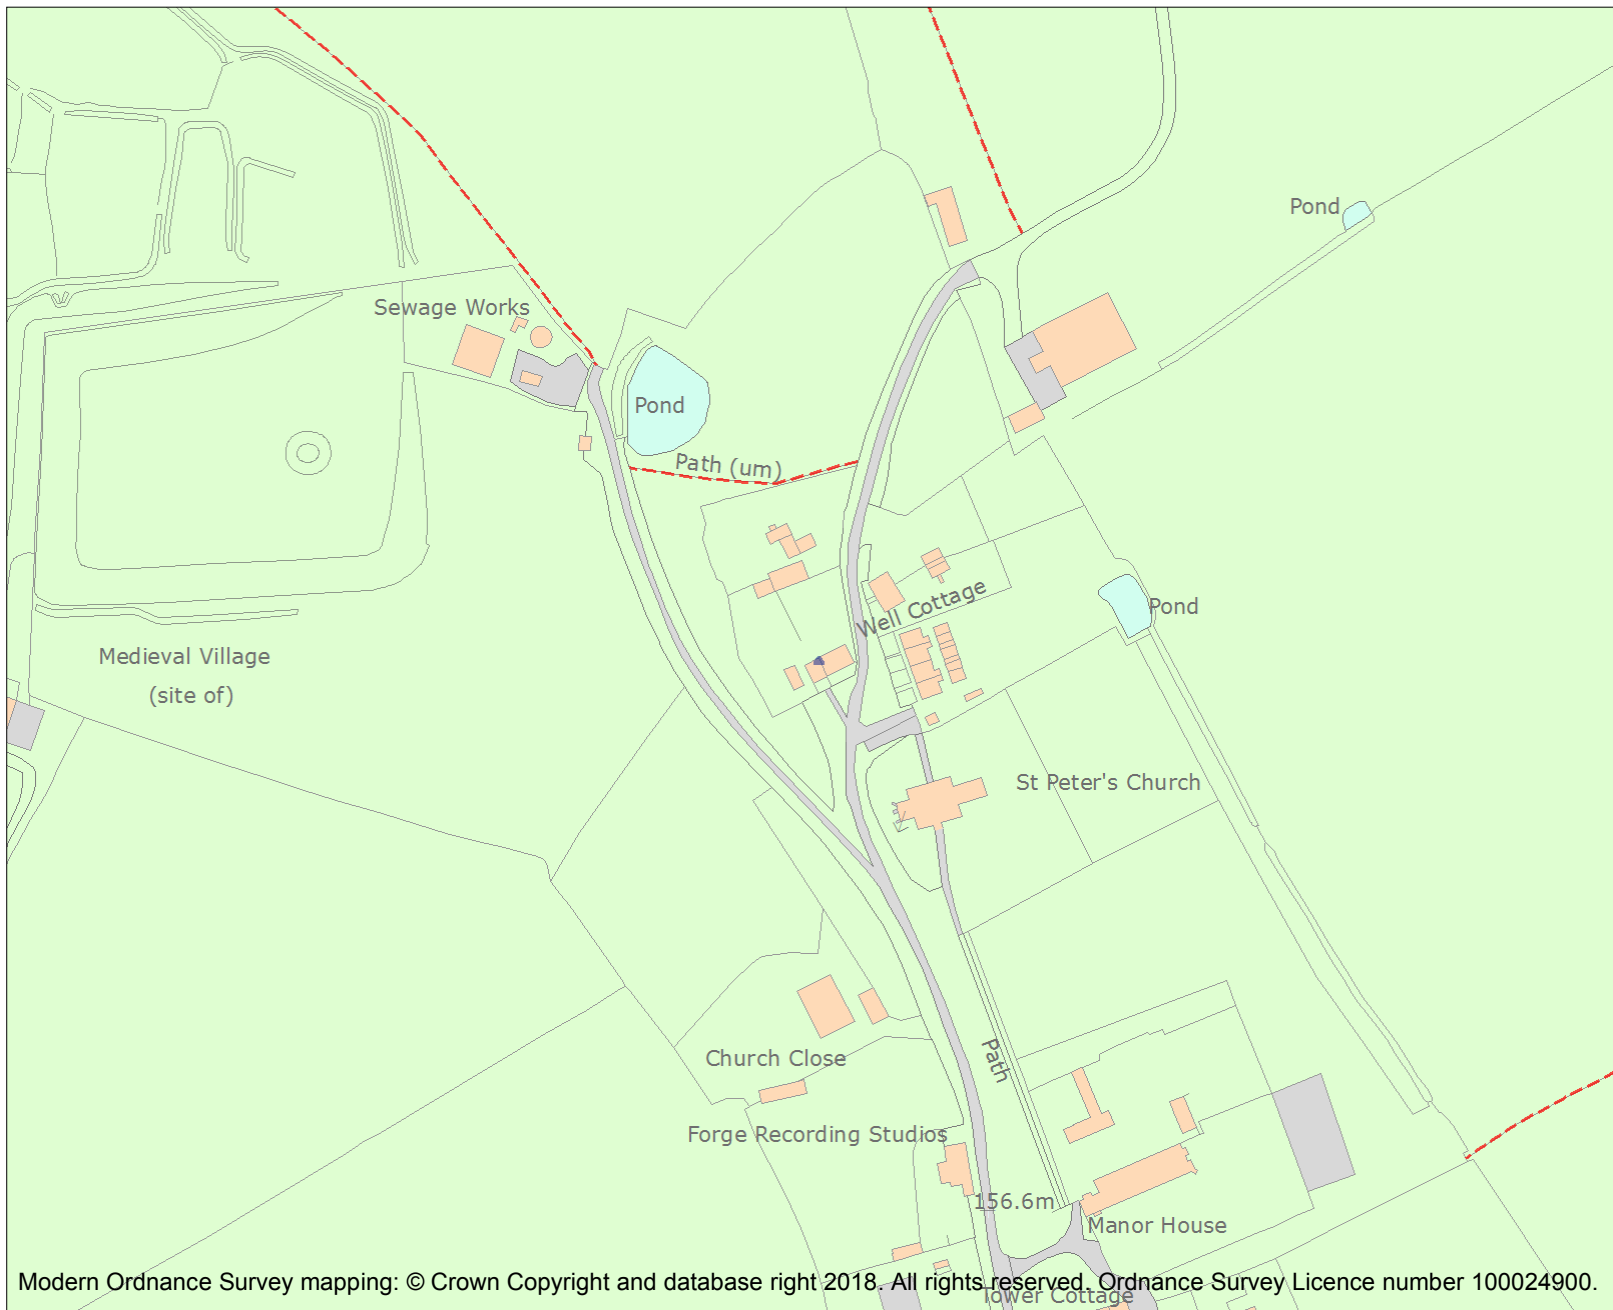 Pond
Sewage Works
Pond
Path (um)
Well Cottage
Pond
Medieval Village
(site of)
St Peter's Church
Path
Church Close
Forge Recording Studios
156.6m
Manor House
Modern Ordnance Survey mapping: © Crown Copyright and database right 2018. All rights reserved. Ordnance Survey Licence number 100024900.
Tower Cottage